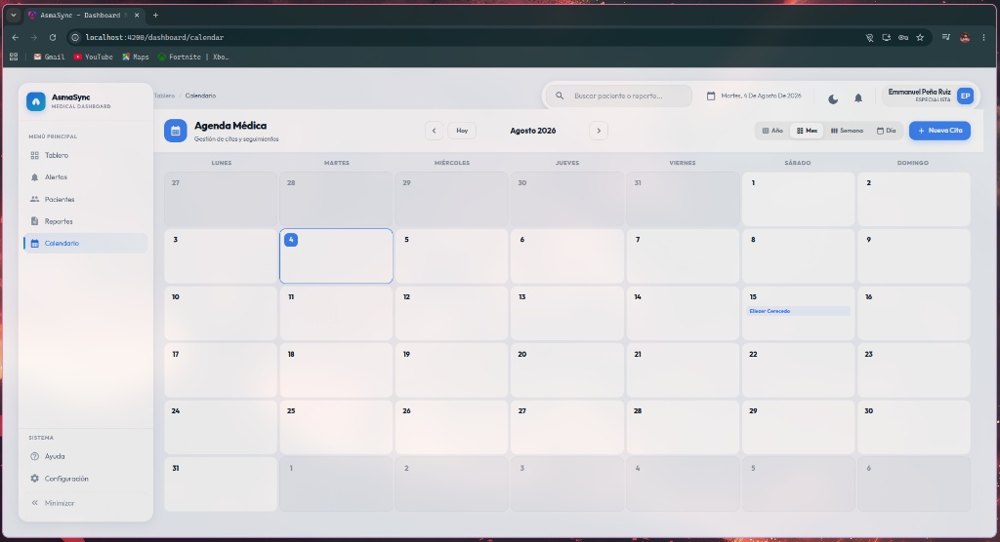 AsmaSync - Dashboard
localhost:4200/dashboard/calendar
Gmail
YouTube
Maps
Fortnite | Xbo…
AsmaSync
MEDICAL DASHBOARD
Tablero / Calendario
Buscar paciente o reporte...
Martes, 4 De Agosto De 2026
Emmanuel Peña Ruiz
ESPECIALISTA
EP
Agenda Médica
Gestión de citas y seguimientos
Hoy
Agosto 2026
Año
Mes
Semana
Día
+ Nueva Cita
MENÚ PRINCIPAL
Tablero
Alertas
Pacientes
Reportes
Calendario
SISTEMA
Ayuda
Configuración
Minimizar
LUNES MARTES MIÉRCOLES JUEVES VIERNES SÁBADO DOMINGO
27 28 29 30 31 1 2
3 4 5 6 7 8 9
10 11 12 13 14 15 16
Eliezer Cerecedo
17 18 19 20 21 22 23
24 25 26 27 28 29 30
31 1 2 3 4 5 6